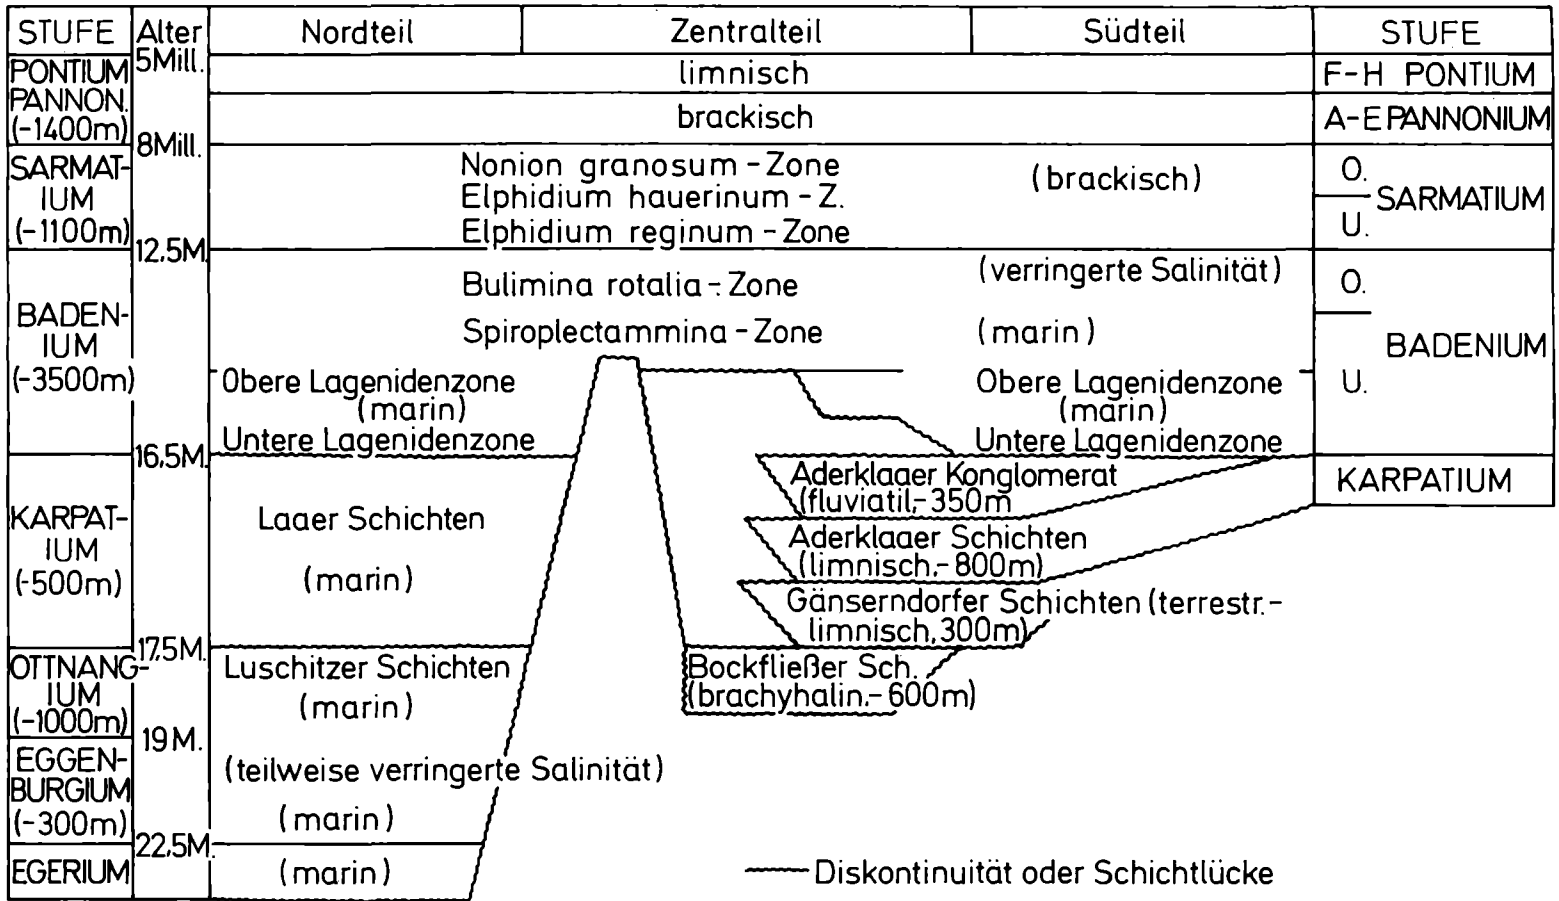 STUFE Alter Nordteil Zentralteil Südteil STUFE
5Mill.
PONTIUM
PANNON.
(-1400m)
limnisch
F-H PONTIUM
brackisch
A-E PANNONIUM
8Mill.
SARMAT-
IUM
(-1100m)
Nonion granosum - Zone
Elphidium hauerinum - Z.
Elphidium reginum - Zone
(brackisch)
O.
U.
SARMATIUM
12.5M.
BADEN-
IUM
(-3500m)
Bulimina rotalia - Zone
Spiroplectammina - Zone
(verringerte Salinität)
(marin)
O.
U.
BADENIUM
Obere Lagenidenzone
(marin)
Untere Lagenidenzone
Obere Lagenidenzone
(marin)
Untere Lagenidenzone
16,5M.
KARPAT-
IUM
(-500m)
Laaer Schichten
(marin)
Aderklaaer Konglomerat
(fluviatil,-350m
Aderklaaer Schichten
(limnisch,-800m)
Gänserndorfer Schichten (terrestr.-
limnisch, 300m)
KARPATIUM
17,5M.
OTTNANG-
IUM
(-1000m)
Luschitzer Schichten
(marin)
Bockfließer Sch.
(brachyhalin.-600m)
19M.
EGGEN-
BURGIUM
(-300m)
(teilweise verringerte Salinität)
(marin)
22,5M.
EGERIUM
(marin)
Diskontinuität oder Schichtlücke